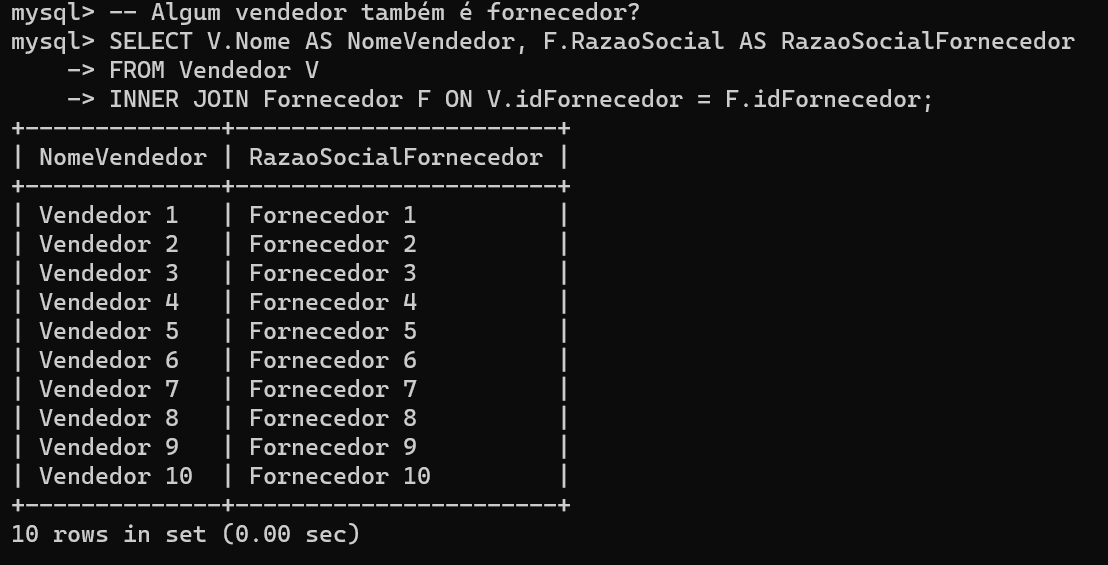 mysql> -- Algum vendedor também é fornecedor?
mysql> SELECT V.Nome AS NomeVendedor, F.RazaoSocial AS RazaoSocialFornecedor
    -> FROM Vendedor V
    -> INNER JOIN Fornecedor F ON V.idFornecedor = F.idFornecedor;
+--------------+-----------------------+
| NomeVendedor | RazaoSocialFornecedor |
+--------------+-----------------------+
| Vendedor 1   | Fornecedor 1          |
| Vendedor 2   | Fornecedor 2          |
| Vendedor 3   | Fornecedor 3          |
| Vendedor 4   | Fornecedor 4          |
| Vendedor 5   | Fornecedor 5          |
| Vendedor 6   | Fornecedor 6          |
| Vendedor 7   | Fornecedor 7          |
| Vendedor 8   | Fornecedor 8          |
| Vendedor 9   | Fornecedor 9          |
| Vendedor 10  | Fornecedor 10         |
+--------------+-----------------------+
10 rows in set (0.00 sec)